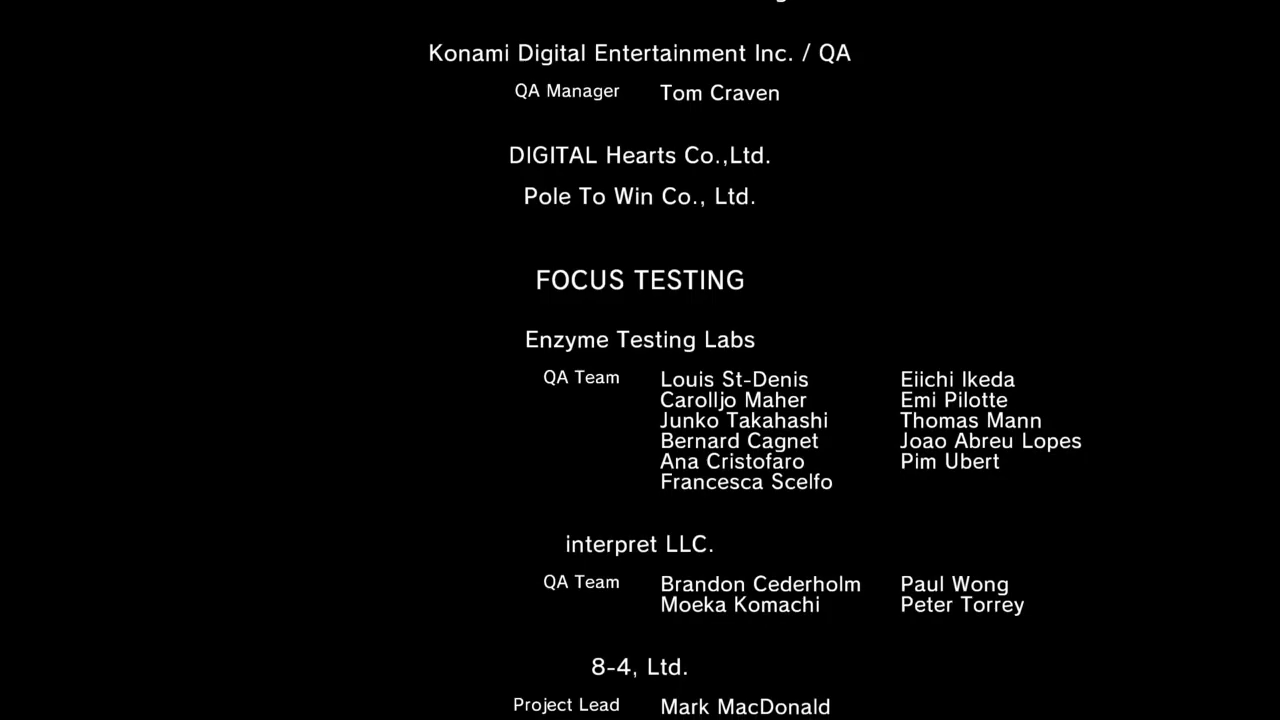 Konami Digital Entertainment Inc. / QA
QA Manager Tom Craven
DIGITAL Hearts Co.,Ltd.
Pole To Win Co., Ltd.
FOCUS TESTING
Enzyme Testing Labs
QA Team Louis St-Denis Eiichi Ikeda
Carolljo Maher Emi Pilotte
Junko Takahashi Thomas Mann
Bernard Cagnet Joao Abreu Lopes
Ana Cristofaro Pim Ubert
Francesca Scelfo
interpret LLC.
QA Team Brandon Cederholm Paul Wong
Moeka Komachi Peter Torrey
8-4, Ltd.
Project Lead Mark MacDonald